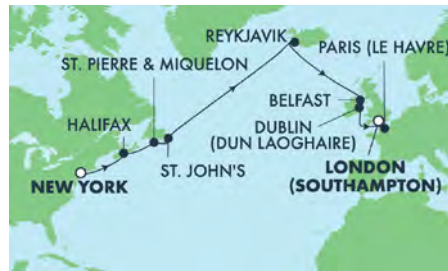 REYKJAVIK
PARIS (LE HAVRE)
ST. PIERRE & MIQUELON
BELFAST
HALIFAX
DUBLIN
(DUN LAOGHAIRE)
ST. JOHN'S
NEW YORK
LONDON
(SOUTHAMPTON)